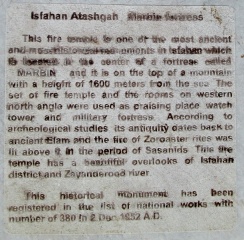 Isfahan Atashgah Marble fortress
This fire temple is one of the most ancient
and monuments in Isfahan which
is located in the center of a fortress called
MARBIN and it is on the top of a mountain
with a height of 1600 meters from the sea The
set of fire temple and the rooms on western
north angle were used as praising place watch
tower and military fortress. According to
archeological studies its antiquity dates back to
ancient Elam and the fire of Zoroaster rites was
lit above it in the period of Sasanids This fire
temple has a beautiful overlooks of Isfahan
district and Zaynderood river
This historical monument has been
registered in the list of national works with
number of 380 in 2 Dec. 1952 A.D.